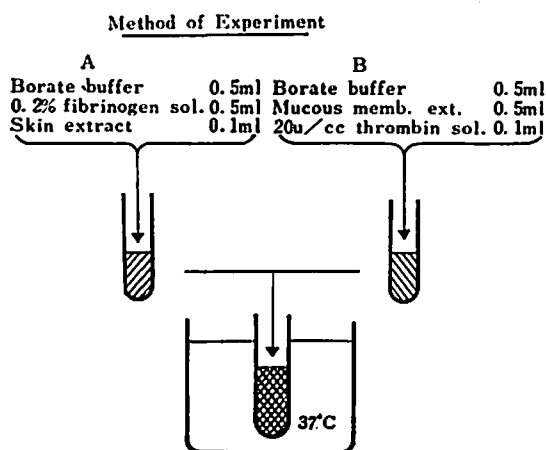 Method of Experiment
A
Borate buffer 0.5ml
0.2% fibrinogen sol. 0.5ml
Skin extract 0.1ml
B
Borate buffer 0.5ml
Mucous memb. ext. 0.5ml
20u/cc thrombin sol. 0.1ml
37°C